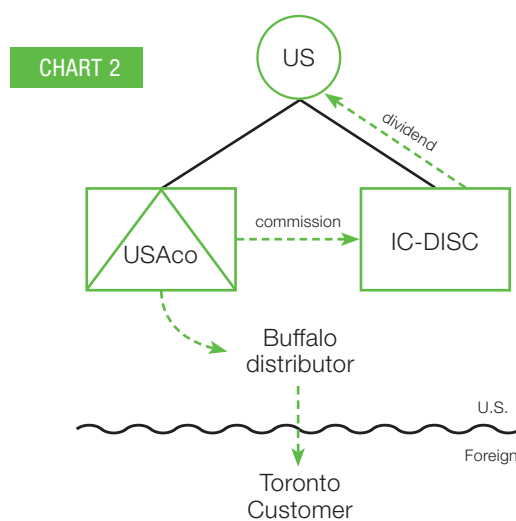 CHART 2
US
dividend
USAco
commission
IC-DISC
Buffalo
distributor
U.S.
Foreign
Toronto
Customer